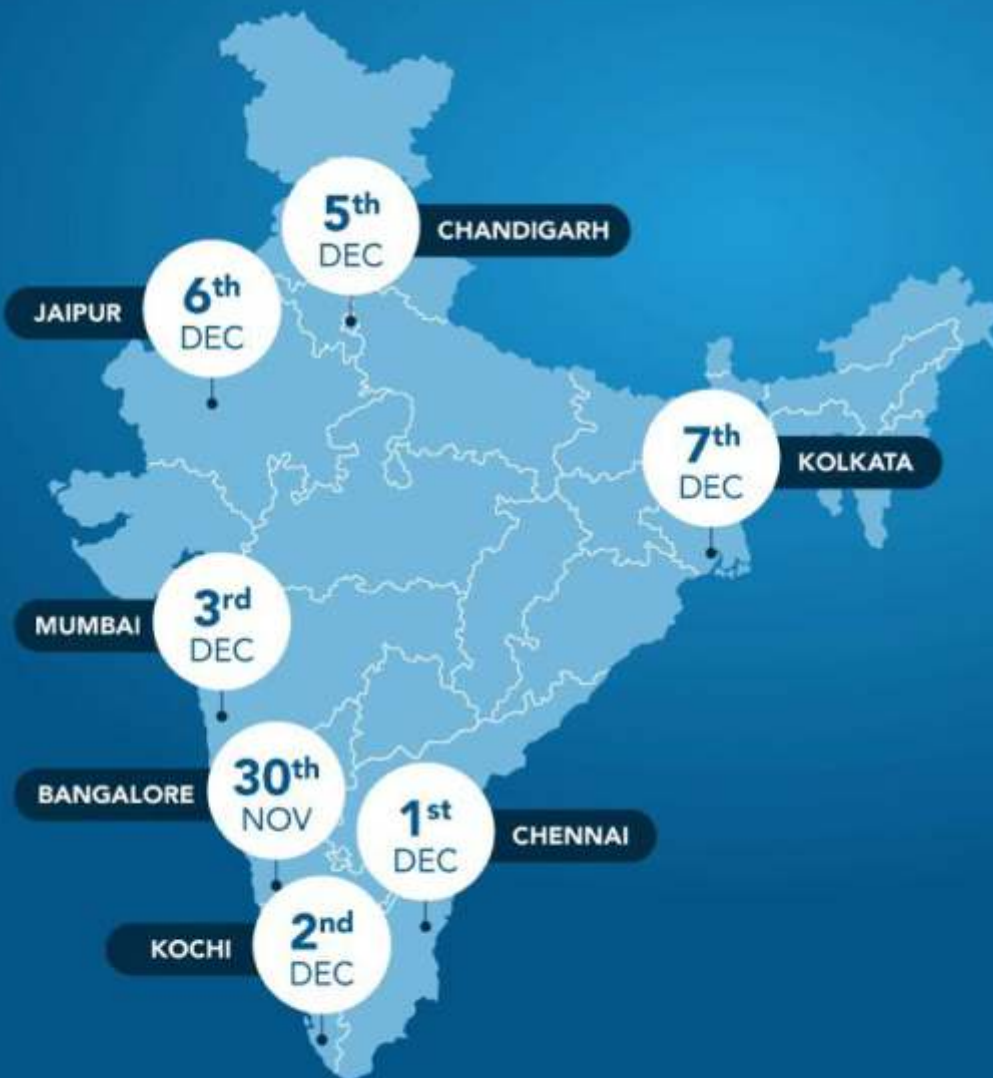 5th
DEC
CHANDIGARH
JAIPUR
6th
DEC
7th
DEC
KOLKATA
MUMBAI
3rd
DEC
BANGALORE
30th
NOV
1st
DEC
CHENNAI
KOCHI
2nd
DEC